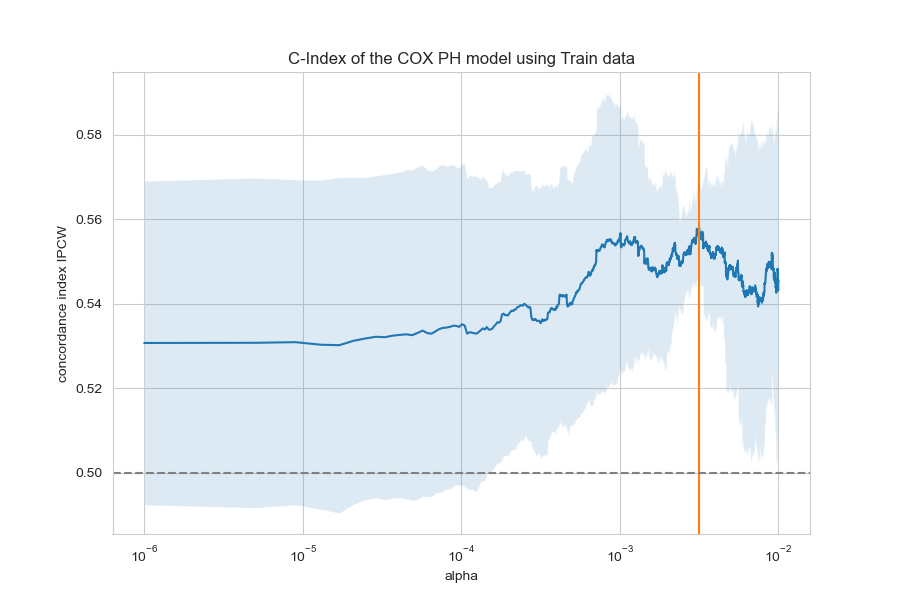 C-Index of the COX PH model using Train data
concordance index IPCW
0.58
0.56
0.54
0.52
0.50
10⁻⁶ 10⁻⁵ 10⁻⁴ 10⁻³ 10⁻²
alpha